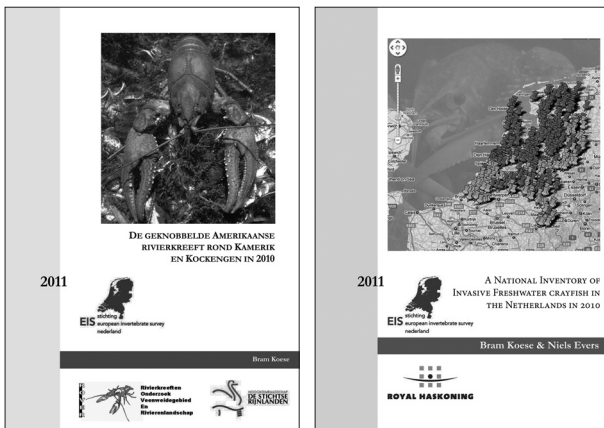 DE GEKNOBBELDE AMERIKAANSE
RIVIERKREEFT ROND KAMERIK
EN KOCKENGEN IN 2010
2011
EIS stichting
european invertebrate survey
nederland
Bram Koese
Rivierkreeften
Onderzoek
Veenweidegebied
En
Rivierenlandschap
DE STICHTSE
RIJNLANDEN
2011
A NATIONAL INVENTORY OF
INVASIVE FRESHWATER CRAYFISH IN
THE NETHERLANDS IN 2010
EIS stichting
european invertebrate survey
nederland
Bram Koese & Niels Evers
ROYAL HASKONING